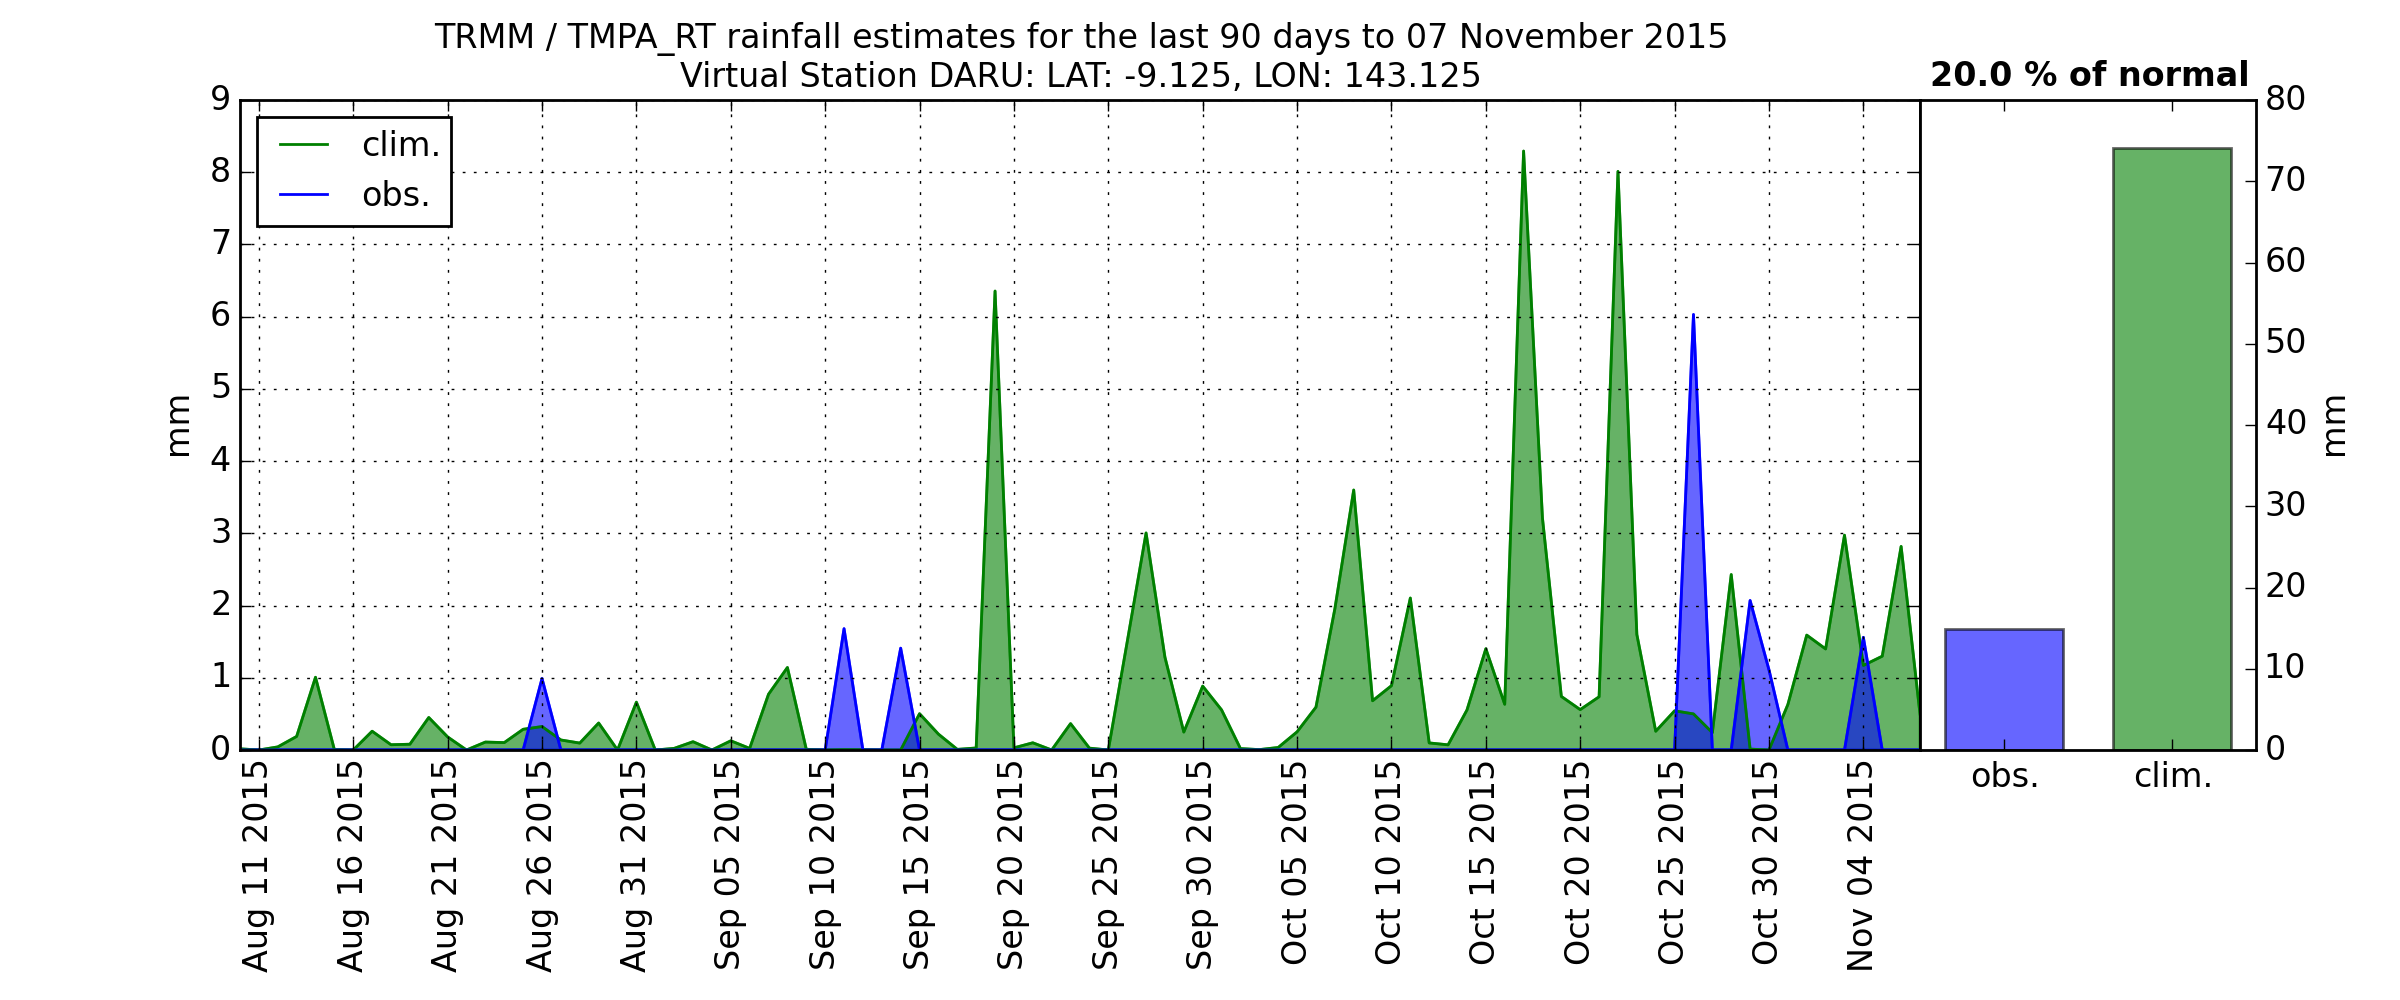 TRMM / TMPA_RT rainfall estimates for the last 90 days to 07 November 2015
Virtual Station DARU: LAT: -9.125, LON: 143.125
20.0 % of normal
clim.
obs.
9
8
7
6
5
4
3
2
1
0
mm
80
70
60
50
40
30
20
10
0
mm
Aug 11 2015
Aug 16 2015
Aug 21 2015
Aug 26 2015
Aug 31 2015
Sep 05 2015
Sep 10 2015
Sep 15 2015
Sep 20 2015
Sep 25 2015
Sep 30 2015
Oct 05 2015
Oct 10 2015
Oct 15 2015
Oct 20 2015
Oct 25 2015
Oct 30 2015
Nov 04 2015
obs.
clim.